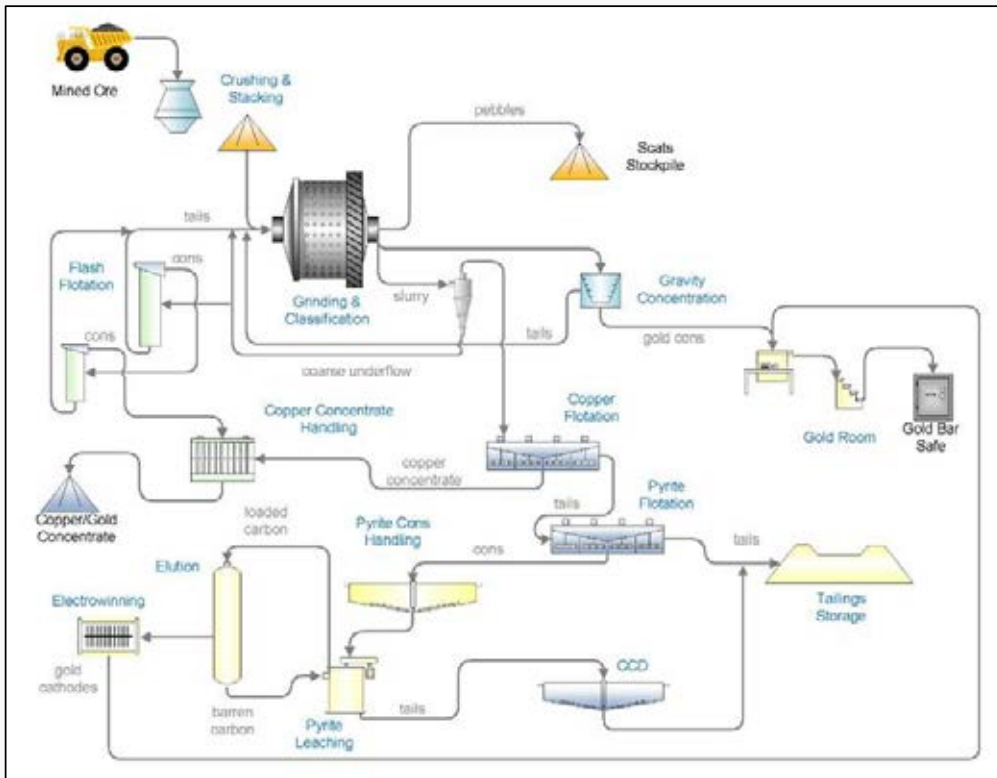 Mined Ore
Crushing &
Stacking
pebbles
Scats
Stockpile
tails
cons
Flash
Flotation
Grinding &
Classification
slurry
Gravity
Concentration
cons
tails
gold cons
coarse underflow
Copper
Flotation
Copper Concentrate
Handling
Gold Room
Gold Bar
Safe
copper
concentrate
Pyrite
Flotation
tails
Copper/Gold
Concentrate
loaded
carbon
Pyrite Cons
Handling
cons
tails
Elution
Electrowinning
Tailings
Storage
gold
cathodes
CCD
barren
carbon
Pyrite
Leaching
tails